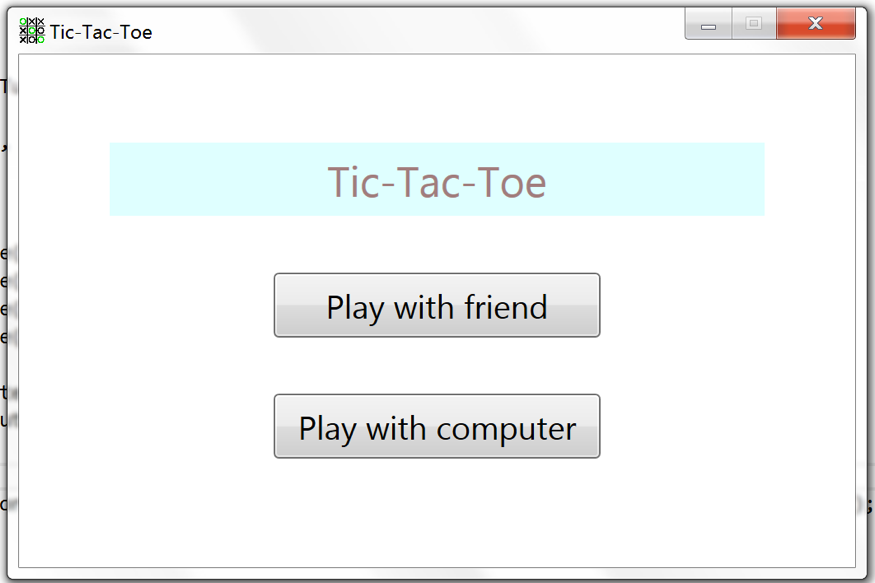 Tic-Tac-Toe
Tic-Tac-Toe
Play with friend
Play with computer